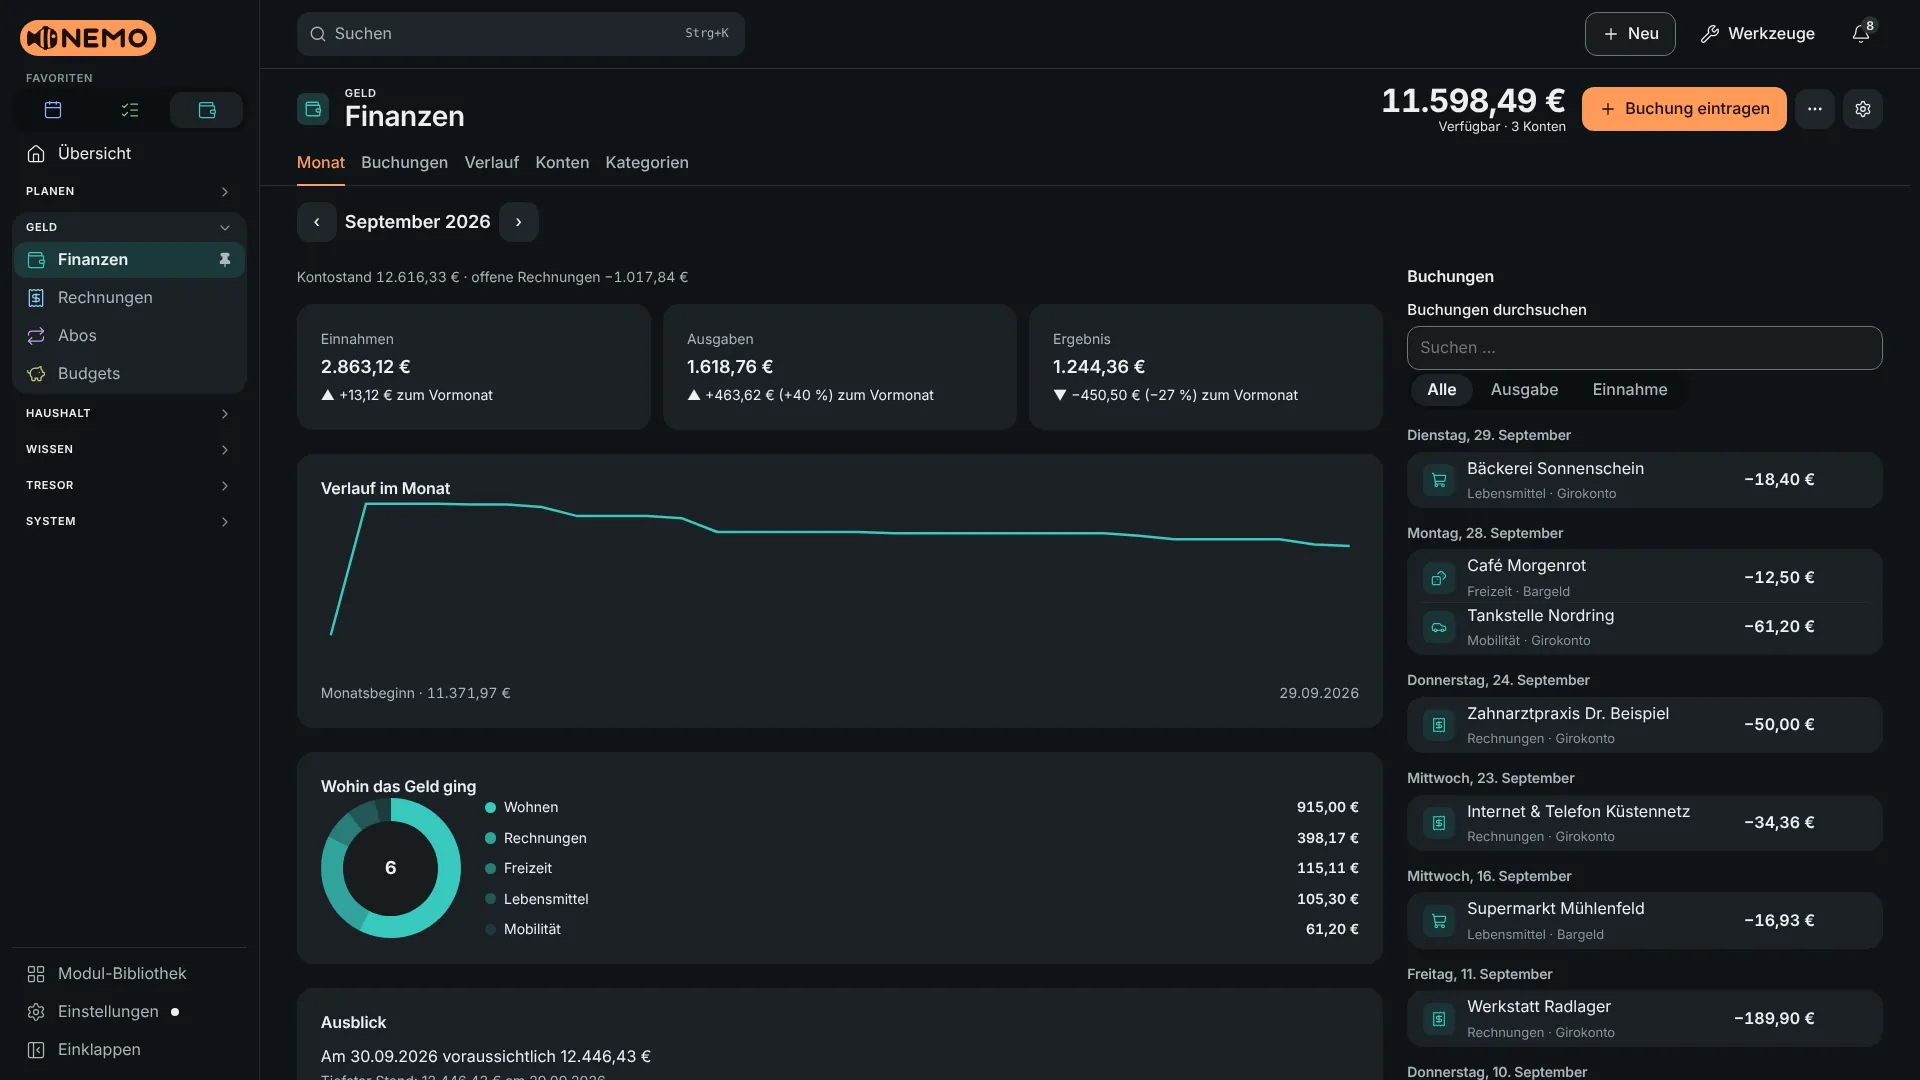 NEMO
FAVORITEN
Übersicht
PLANEN
GELD
Finanzen
Rechnungen
Abos
Budgets
HAUSHALT
WISSEN
TRESOR
SYSTEM
Modul-Bibliothek
Einstellungen
Einklappen
Suchen Strg+K
+ Neu
Werkzeuge
8
GELD
Finanzen
11.598,49 €
Verfügbar · 3 Konten
+ Buchung eintragen
Monat Buchungen Verlauf Konten Kategorien
‹ September 2026 ›
Kontostand 12.616,33 € · offene Rechnungen −1.017,84 €
Einnahmen
2.863,12 €
▲ +13,12 € zum Vormonat
Ausgaben
1.618,76 €
▲ +463,62 € (+40 %) zum Vormonat
Ergebnis
1.244,36 €
▼ −450,50 € (−27 %) zum Vormonat
Verlauf im Monat
Monatsbeginn · 11.371,97 € 29.09.2026
Wohin das Geld ging
6
Wohnen 915,00 €
Rechnungen 398,17 €
Freizeit 115,11 €
Lebensmittel 105,30 €
Mobilität 61,20 €
Ausblick
Am 30.09.2026 voraussichtlich 12.446,43 €
Tiefster Stand: 12.446,43 € am 29.09.2026
Buchungen
Buchungen durchsuchen
Suchen ...
Alle Ausgabe Einnahme
Dienstag, 29. September
Bäckerei Sonnenschein −18,40 €
Lebensmittel · Girokonto
Montag, 28. September
Café Morgenrot −12,50 €
Freizeit · Bargeld
Tankstelle Nordring −61,20 €
Mobilität · Girokonto
Donnerstag, 24. September
Zahnarztpraxis Dr. Beispiel −50,00 €
Rechnungen · Girokonto
Mittwoch, 23. September
Internet & Telefon Küstennetz −34,36 €
Rechnungen · Girokonto
Mittwoch, 16. September
Supermarkt Mühlenfeld −16,93 €
Lebensmittel · Bargeld
Freitag, 11. September
Werkstatt Radlager −189,90 €
Rechnungen · Girokonto
Donnerstag, 10. September